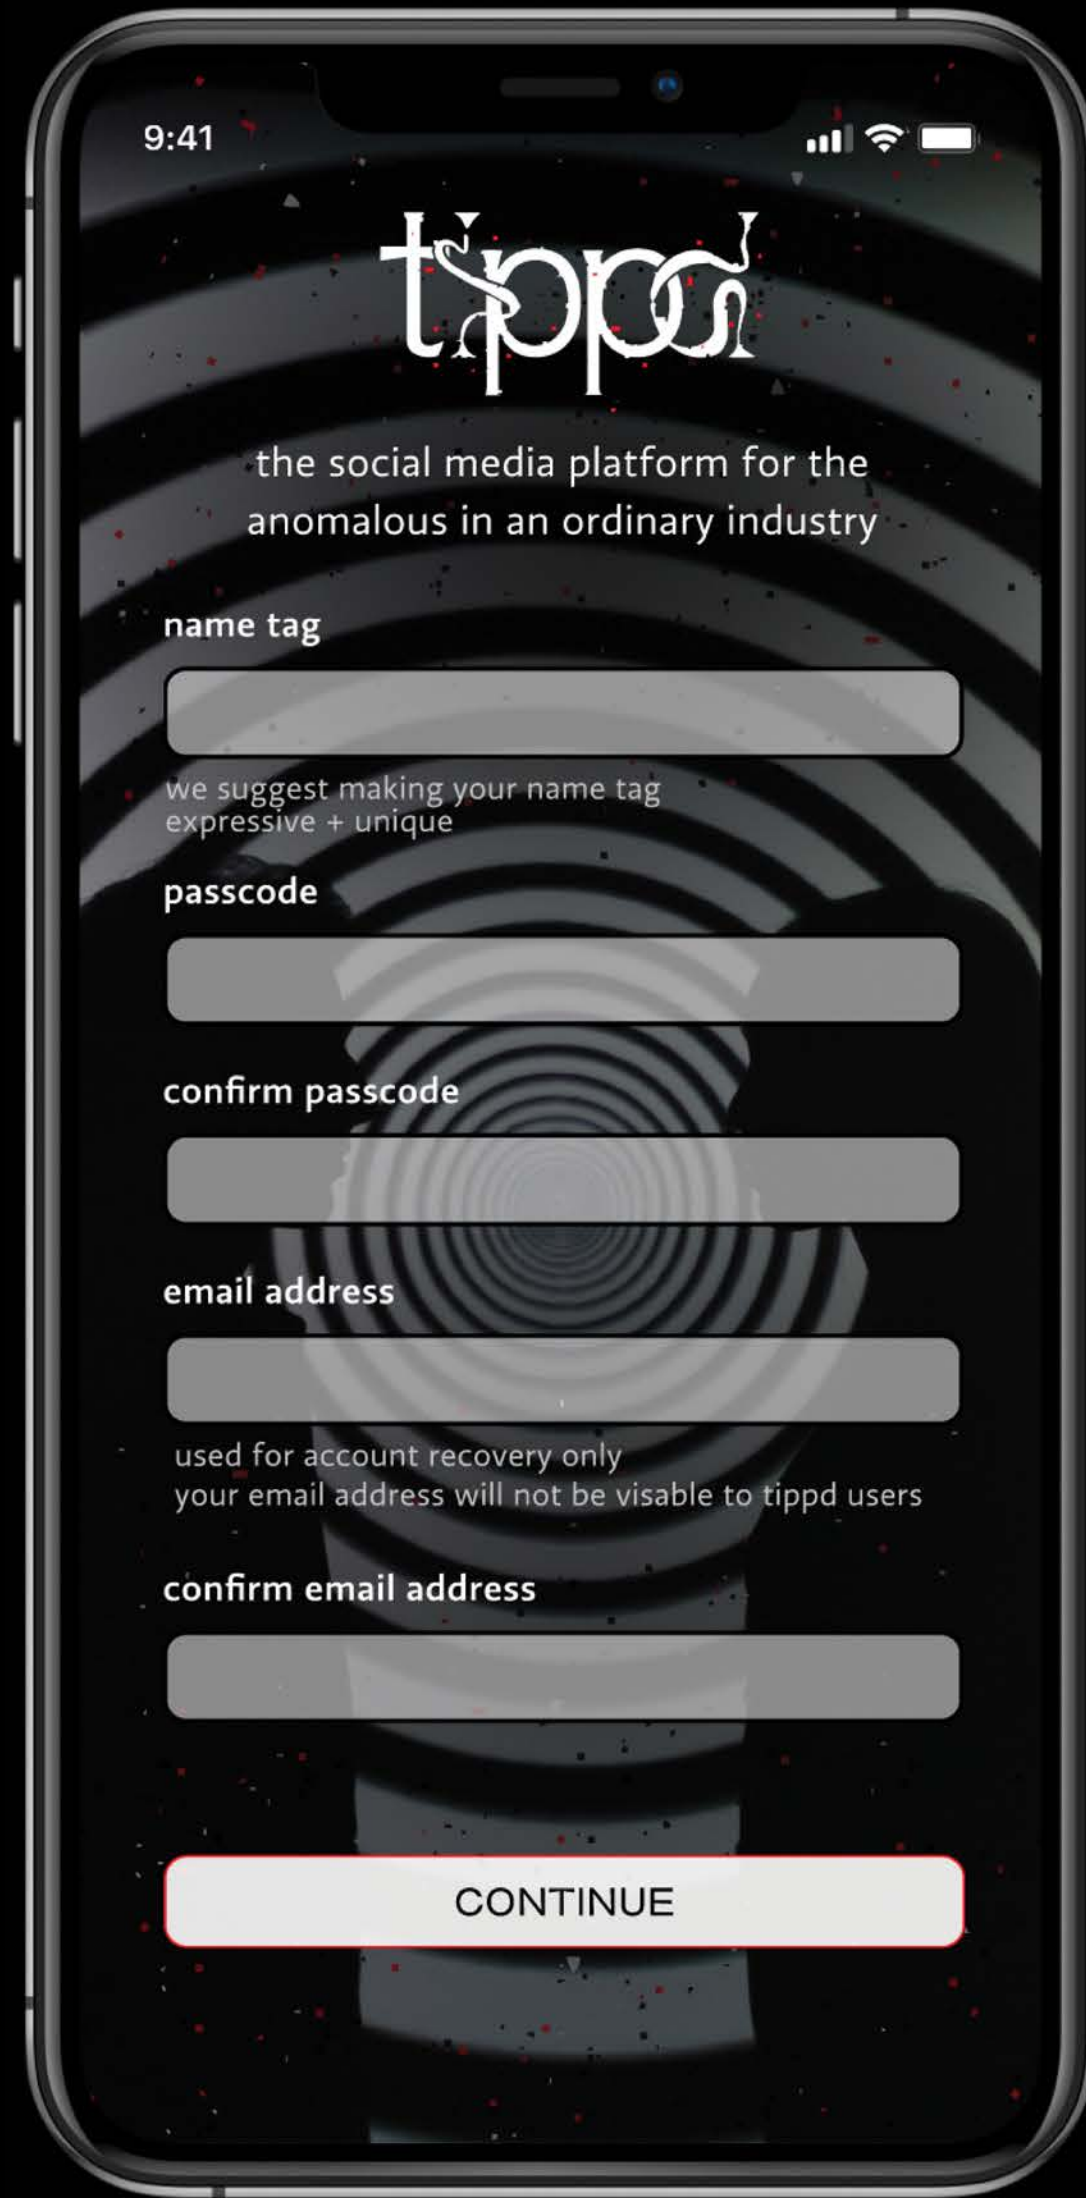 9:41
tippd
the social media platform for the
anomalous in an ordinary industry
name tag
we suggest making your name tag
expressive + unique
passcode
confirm passcode
email address
used for account recovery only
your email address will not be visable to tippd users
confirm email address
CONTINUE